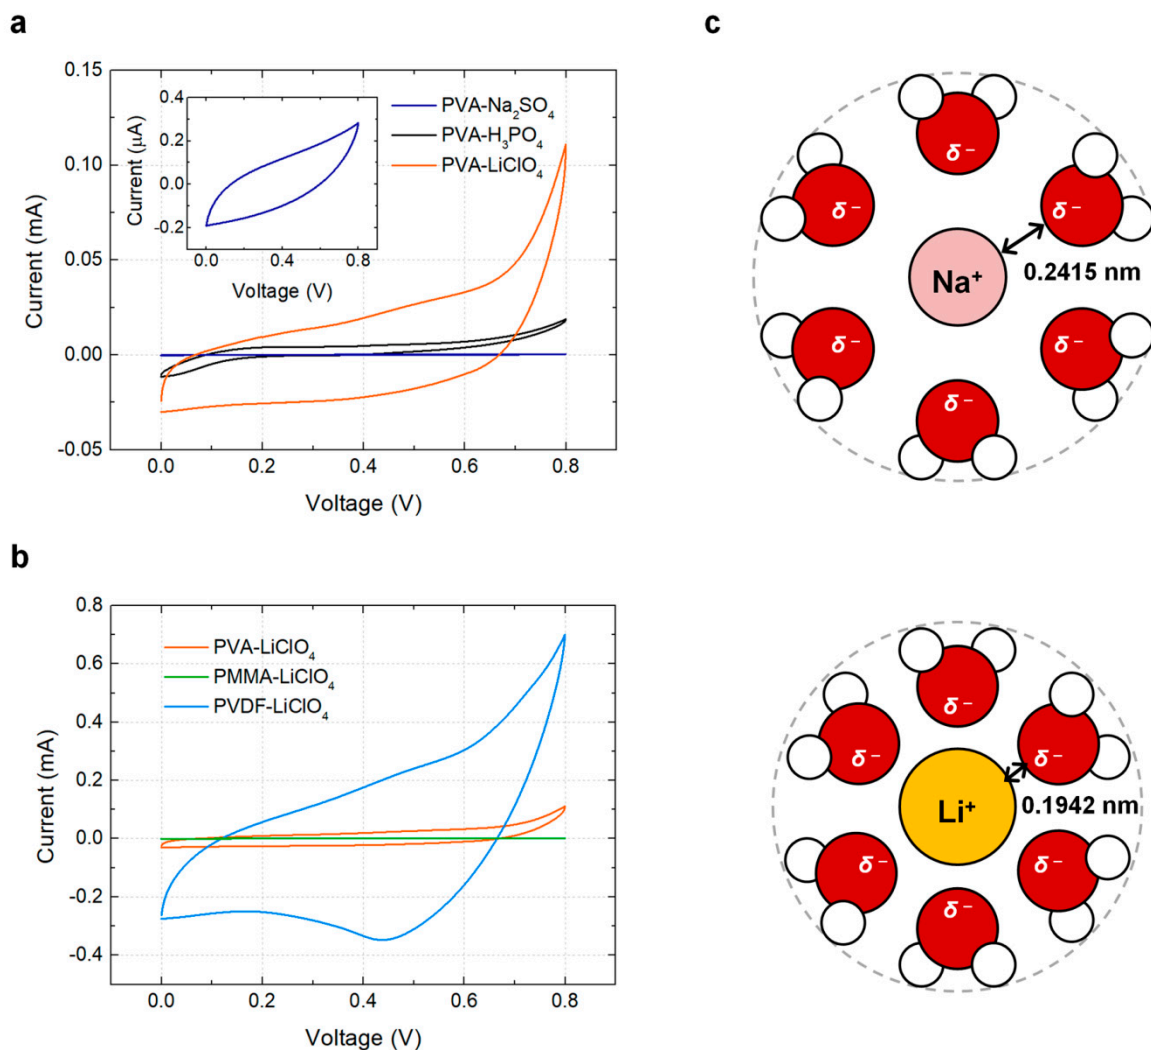 a
0.15
0.10
0.05
0.00
-0.05
Current (mA)
0.0
0.2
0.4
0.6
0.8
Voltage (V)
PVA-Na₂SO₄
PVA-H₃PO₄
PVA-LiClO₄
0.4
0.2
0.0
-0.2
Current (μA)
0.0
0.4
0.8
Voltage (V)
b
0.8
0.6
0.4
0.2
0.0
-0.2
-0.4
Current (mA)
0.0
0.2
0.4
0.6
0.8
Voltage (V)
PVA-LiClO₄
PMMA-LiClO₄
PVDF-LiClO₄
c
δ⁻
δ⁻
δ⁻
Na⁺
0.2415 nm
δ⁻
δ⁻
δ⁻
δ⁻
δ⁻
δ⁻
Li⁺
0.1942 nm
δ⁻
δ⁻
δ⁻